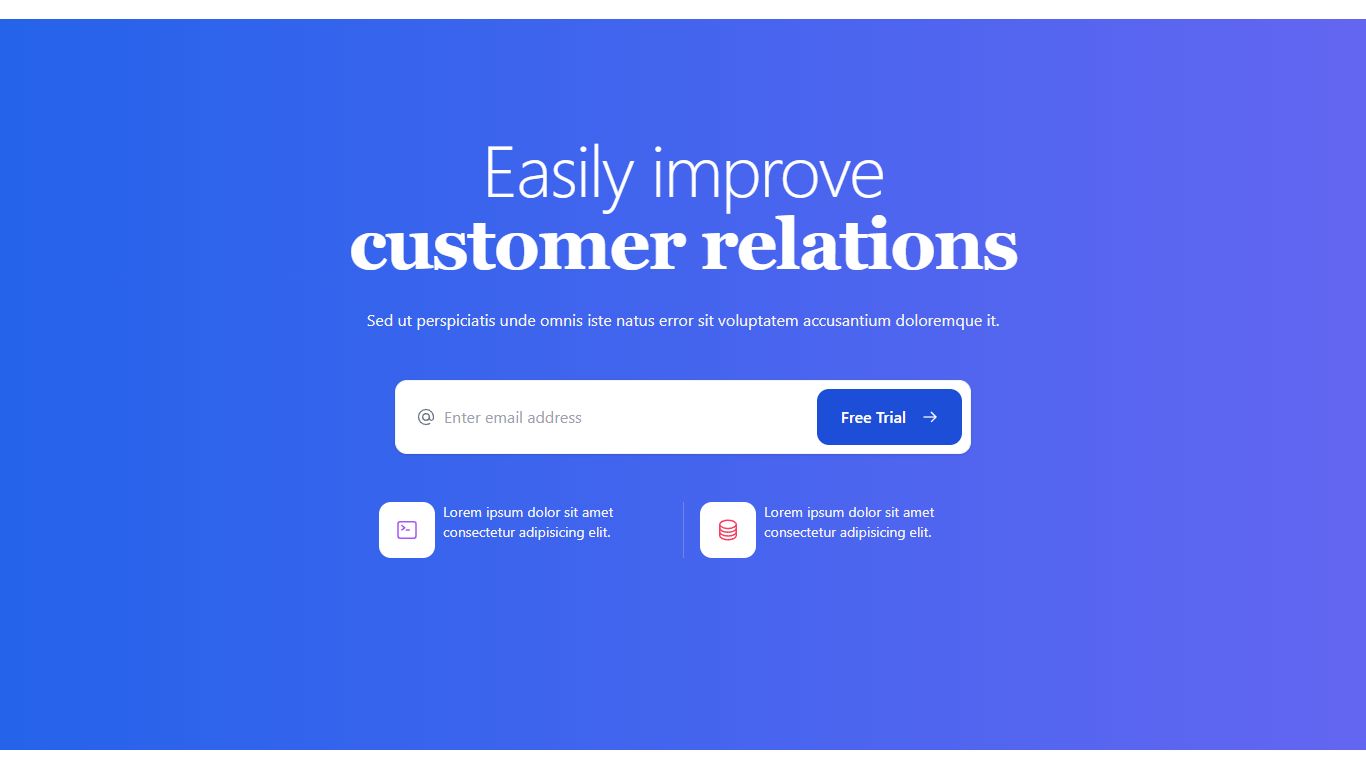 Easily improve
customer relations
Sed ut perspiciatis unde omnis iste natus error sit voluptatem accusantium doloremque it.
Enter email address
Free Trial
Lorem ipsum dolor sit amet
consectetur adipisicing elit.
Lorem ipsum dolor sit amet
consectetur adipisicing elit.